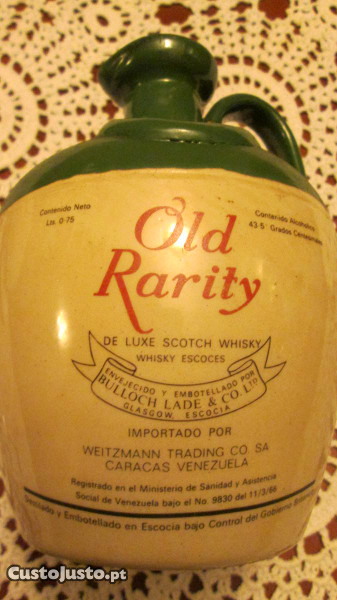 Contenido Neto
Lts. 0-75
Contenido Alcoholico
43.5° Grados Centesimales
Old
Rarity
DE LUXE SCOTCH WHISKY
WHISKY ESCOCES
ENVEJECIDO Y EMBOTELLADO POR
BULLOCH LADE & CO. LTD
GLASGOW ESCOCIA
IMPORTADO POR
WEITZMANN TRADING CO. SA
CARACAS VENEZUELA
Registrado en el Ministerio de Sanidad y Asistencia
Social de Venezuela bajo el No. 9830 del 11/3/68
y Embotellado en Escocia bajo Control del Gobierno
CustoJusto.pt